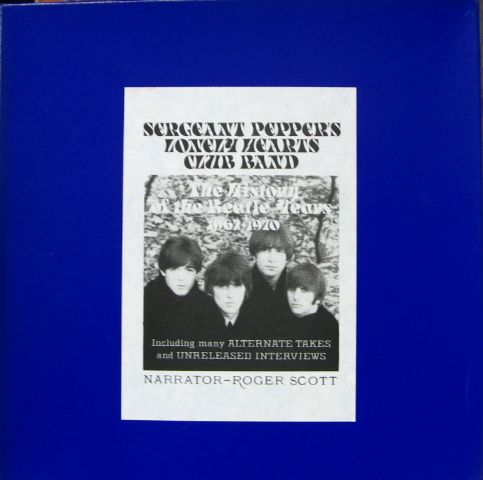 SERGEANT PEPPER'S
LONELY HEARTS
CLUB BAND
The History
of the Beatle Years
1962-1970
Including many ALTERNATE TAKES
and UNRELEASED INTERVIEWS
NARRATOR-ROGER SCOTT